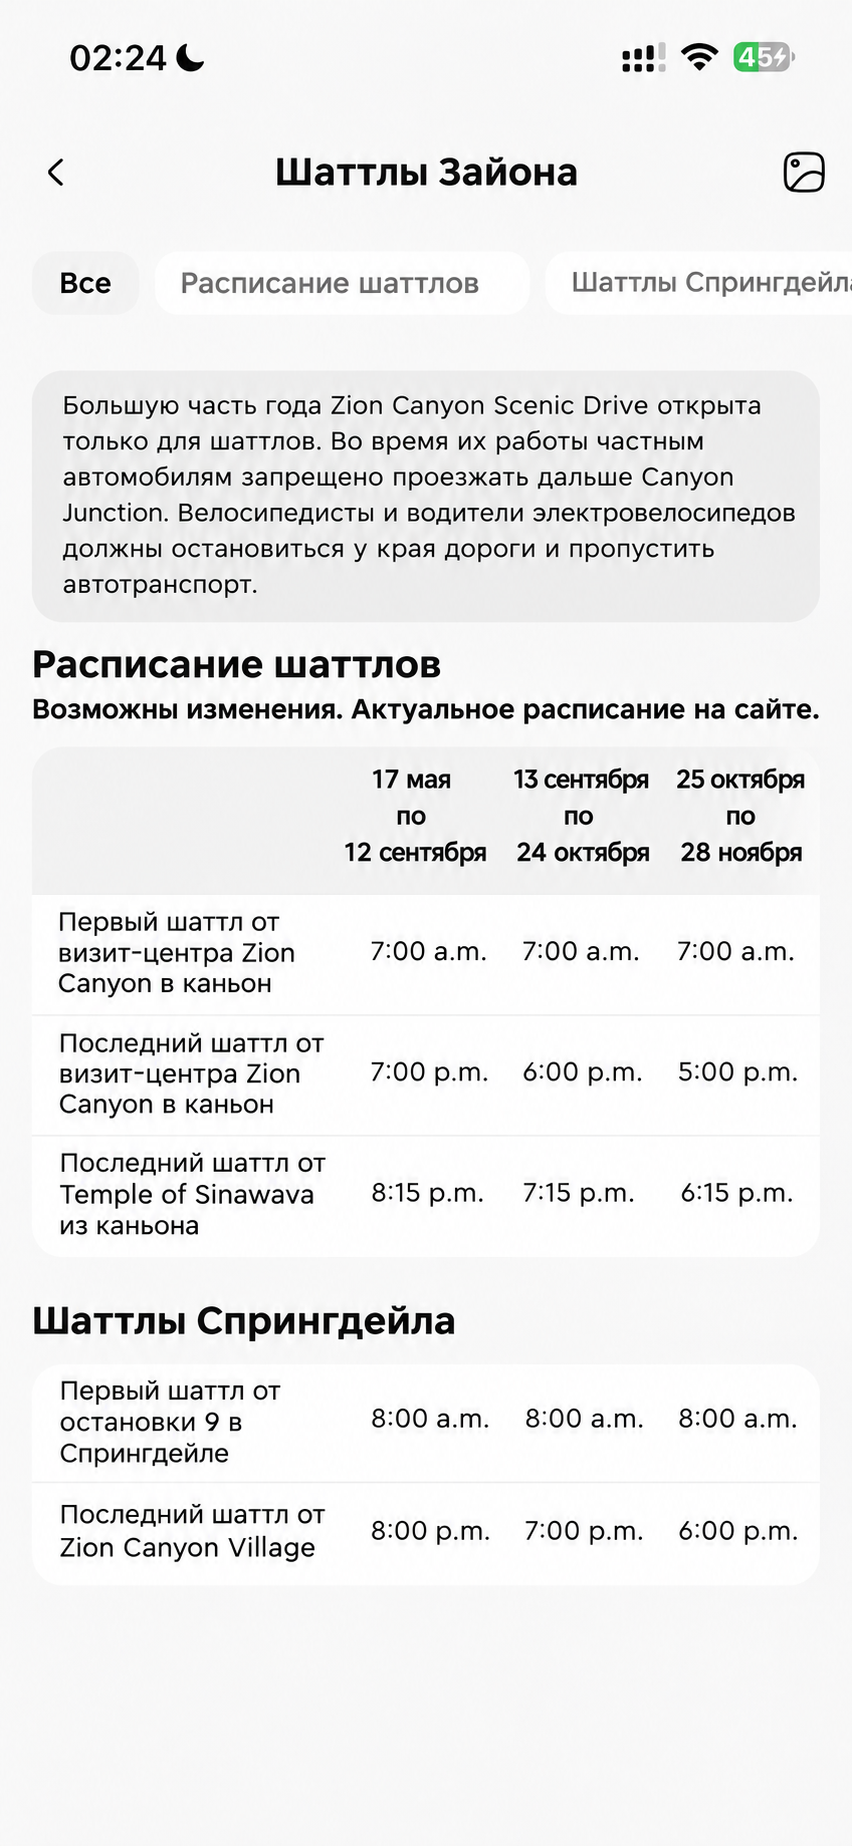 02:24
45
Шаттлы Зайона
Все
Расписание шаттлов
Шаттлы Спрингдейла
Большую часть года Zion Canyon Scenic Drive открыта
только для шаттлов. Во время их работы частным
автомобилям запрещено проезжать дальше Canyon
Junction. Велосипедисты и водители электровелосипедов
должны остановиться у края дороги и пропустить
автотранспорт.
Расписание шаттлов
Возможны изменения. Актуальное расписание на сайте.
17 мая
по
12 сентября
13 сентября
по
24 октября
25 октября
по
28 ноября
Первый шаттл от
визит-центра Zion
Canyon в каньон
7:00 a.m.
7:00 a.m.
7:00 a.m.
Последний шаттл от
визит-центра Zion
Canyon в каньон
7:00 p.m.
6:00 p.m.
5:00 p.m.
Последний шаттл от
Temple of Sinawava
из каньона
8:15 p.m.
7:15 p.m.
6:15 p.m.
Шаттлы Спрингдейла
Первый шаттл от
остановки 9 в
Спрингдейле
8:00 a.m.
8:00 a.m.
8:00 a.m.
Последний шаттл от
Zion Canyon Village
8:00 p.m.
7:00 p.m.
6:00 p.m.